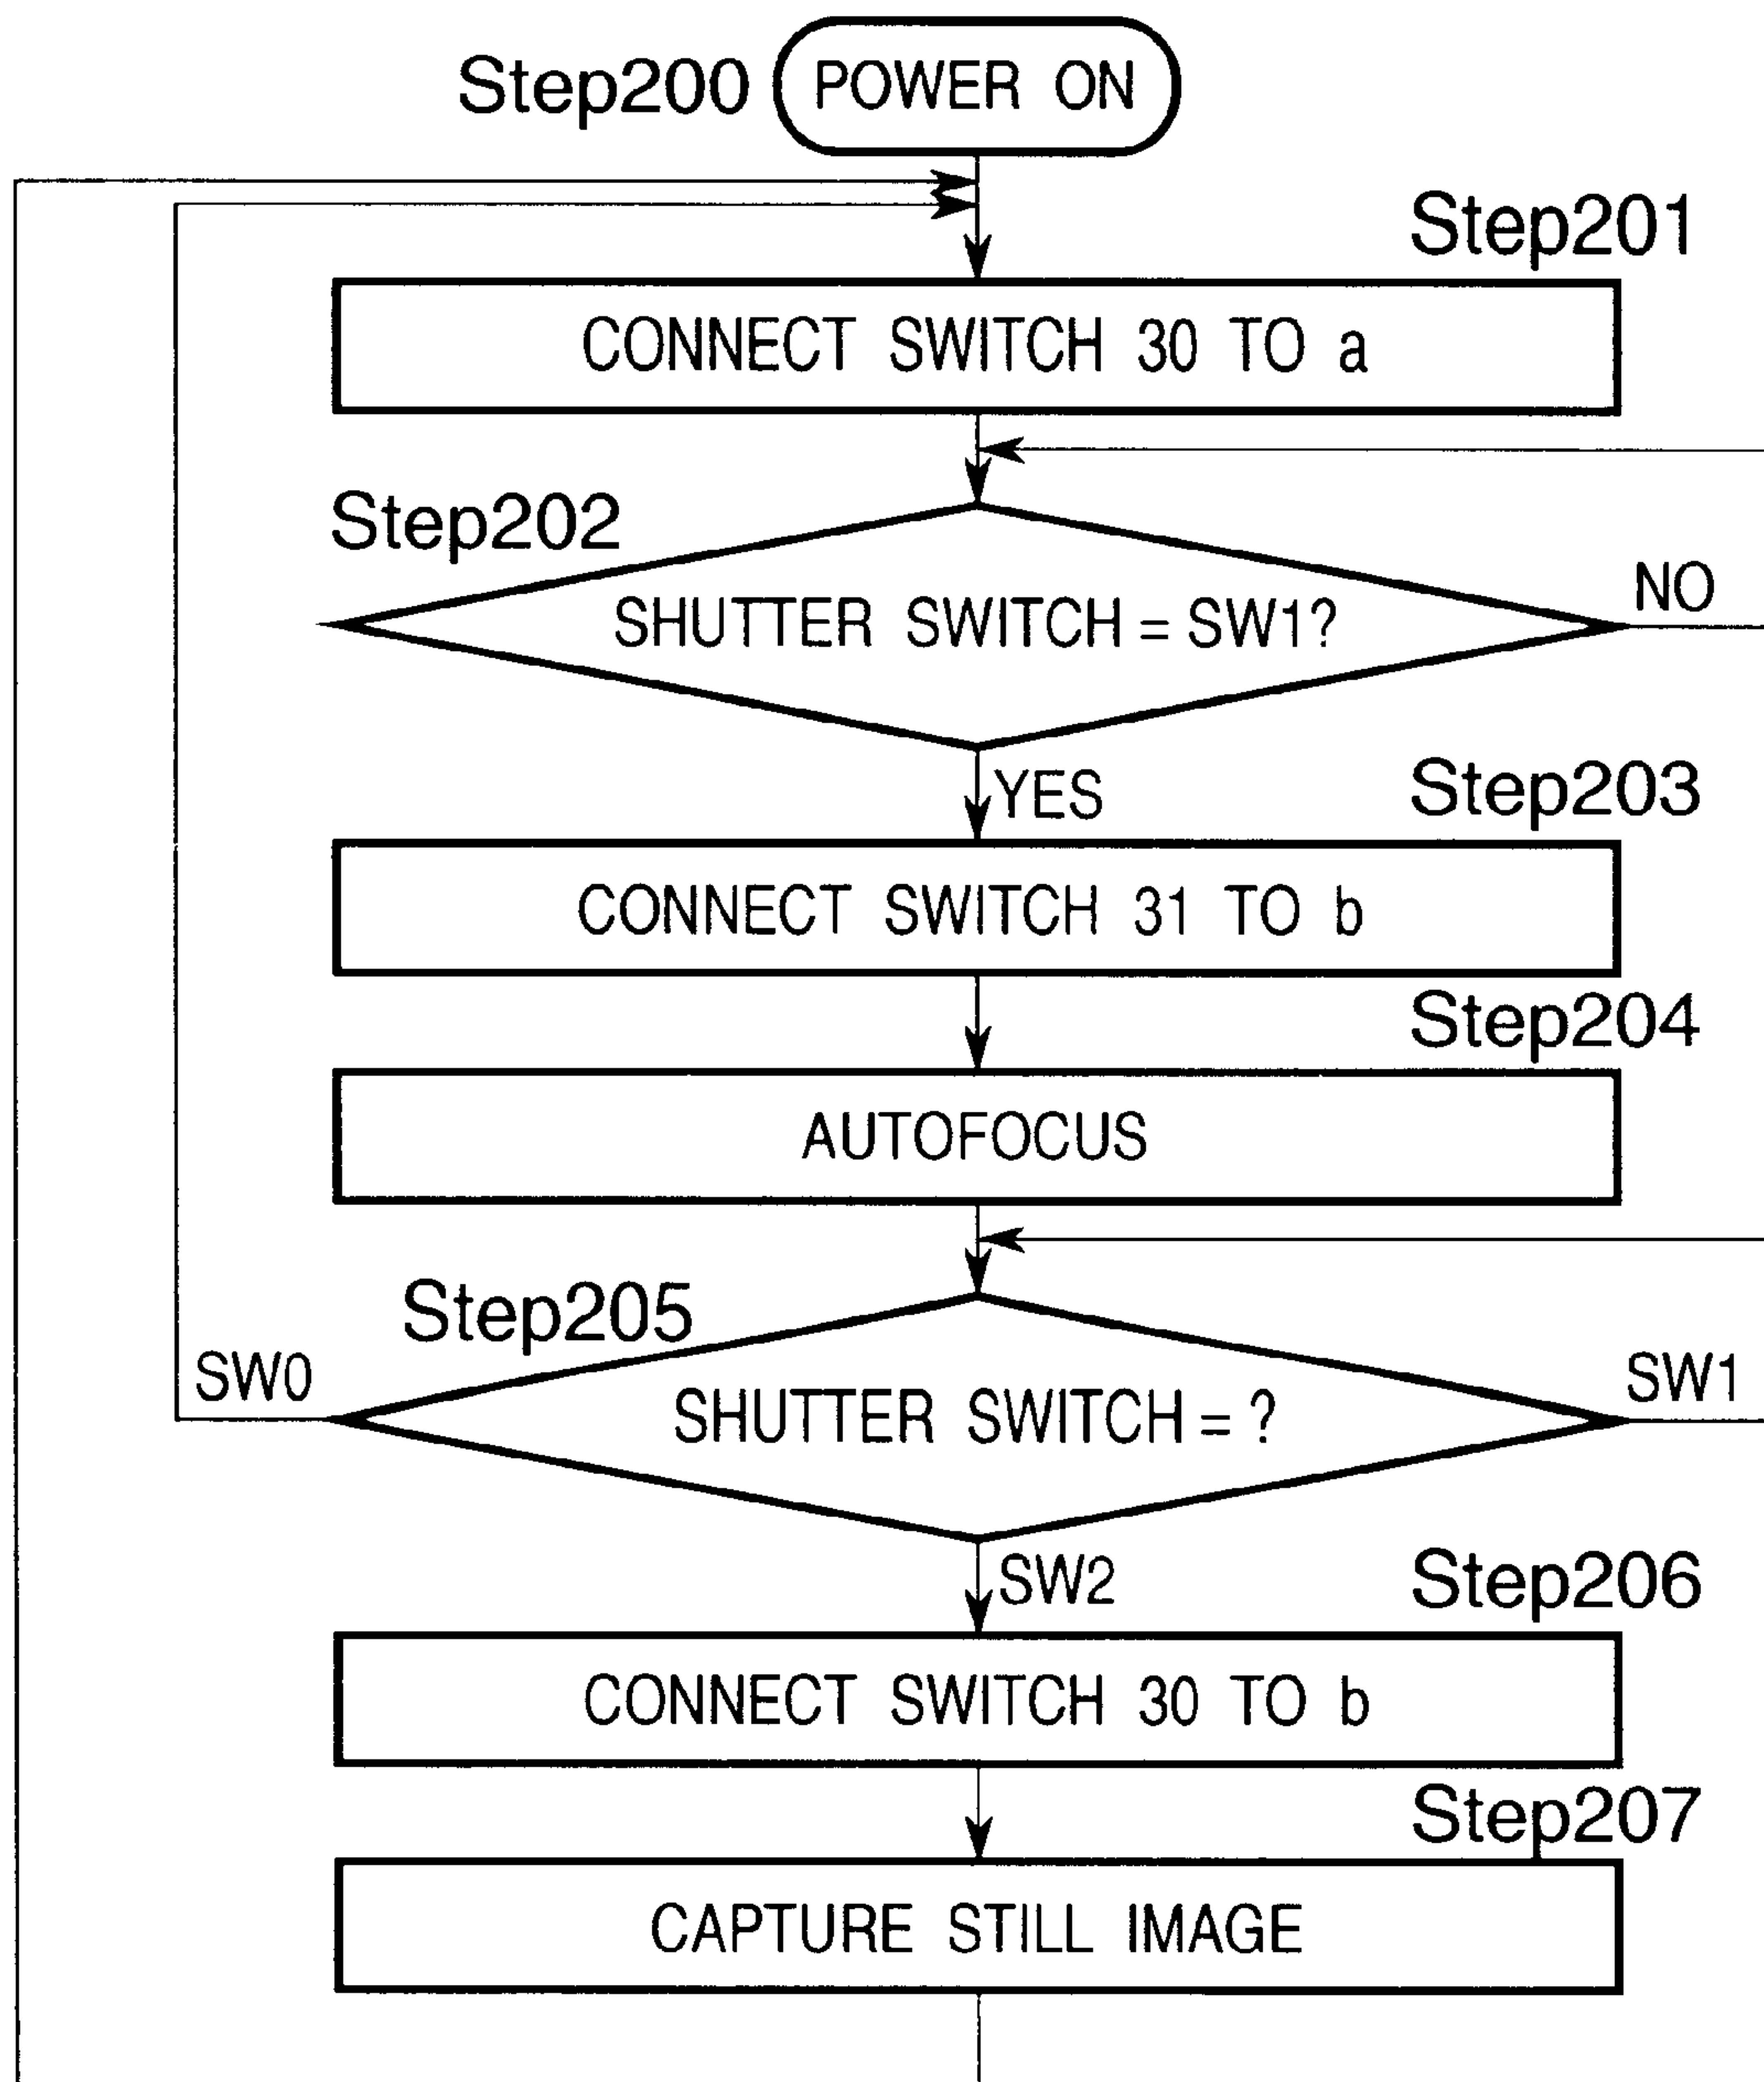 Step200 POWER ON
Step201
CONNECT SWITCH 30 TO a
Step202
NO
SHUTTER SWITCH = SW1?
YES
Step203
CONNECT SWITCH 31 TO b
Step204
AUTOFOCUS
Step205
SW0
SW1
SHUTTER SWITCH = ?
SW2
Step206
CONNECT SWITCH 30 TO b
Step207
CAPTURE STILL IMAGE